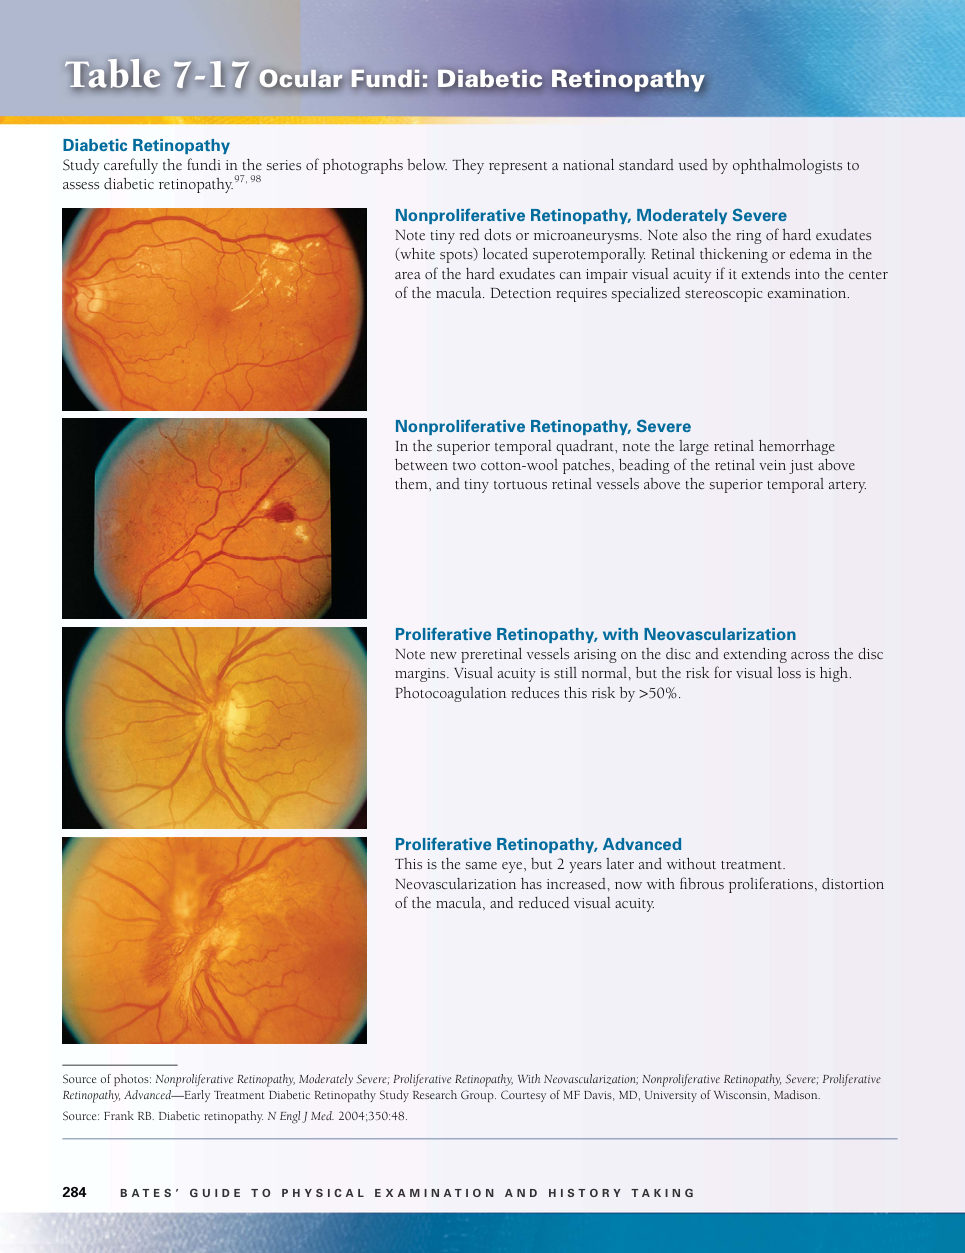 Table 7-17 Ocular Fundi: Diabetic Retinopathy
Diabetic Retinopathy
Study carefully the fundi in the series of photographs below. They represent a national standard used by ophthalmologists to
assess diabetic retinopathy.97, 98
Nonproliferative Retinopathy, Moderately Severe
Note tiny red dots or microaneurysms. Note also the ring of hard exudates
(white spots) located superotemporally. Retinal thickening or edema in the
area of the hard exudates can impair visual acuity if it extends into the center
of the macula. Detection requires specialized stereoscopic examination.
Nonproliferative Retinopathy, Severe
In the superior temporal quadrant, note the large retinal hemorrhage
between two cotton-wool patches, beading of the retinal vein just above
them, and tiny tortuous retinal vessels above the superior temporal artery.
Proliferative Retinopathy, with Neovascularization
Note new preretinal vessels arising on the disc and extending across the disc
margins. Visual acuity is still normal, but the risk for visual loss is high.
Photocoagulation reduces this risk by >50%.
Proliferative Retinopathy, Advanced
This is the same eye, but 2 years later and without treatment.
Neovascularization has increased, now with fibrous proliferations, distortion
of the macula, and reduced visual acuity.
Source of photos: Nonproliferative Retinopathy, Moderately Severe; Proliferative Retinopathy, With Neovascularization; Nonproliferative Retinopathy, Severe; Proliferative
Retinopathy, Advanced—Early Treatment Diabetic Retinopathy Study Research Group. Courtesy of MF Davis, MD, University of Wisconsin, Madison.
Source: Frank RB. Diabetic retinopathy. N Engl J Med. 2004;350:48.
284 BATES' GUIDE TO PHYSICAL EXAMINATION AND HISTORY TAKING